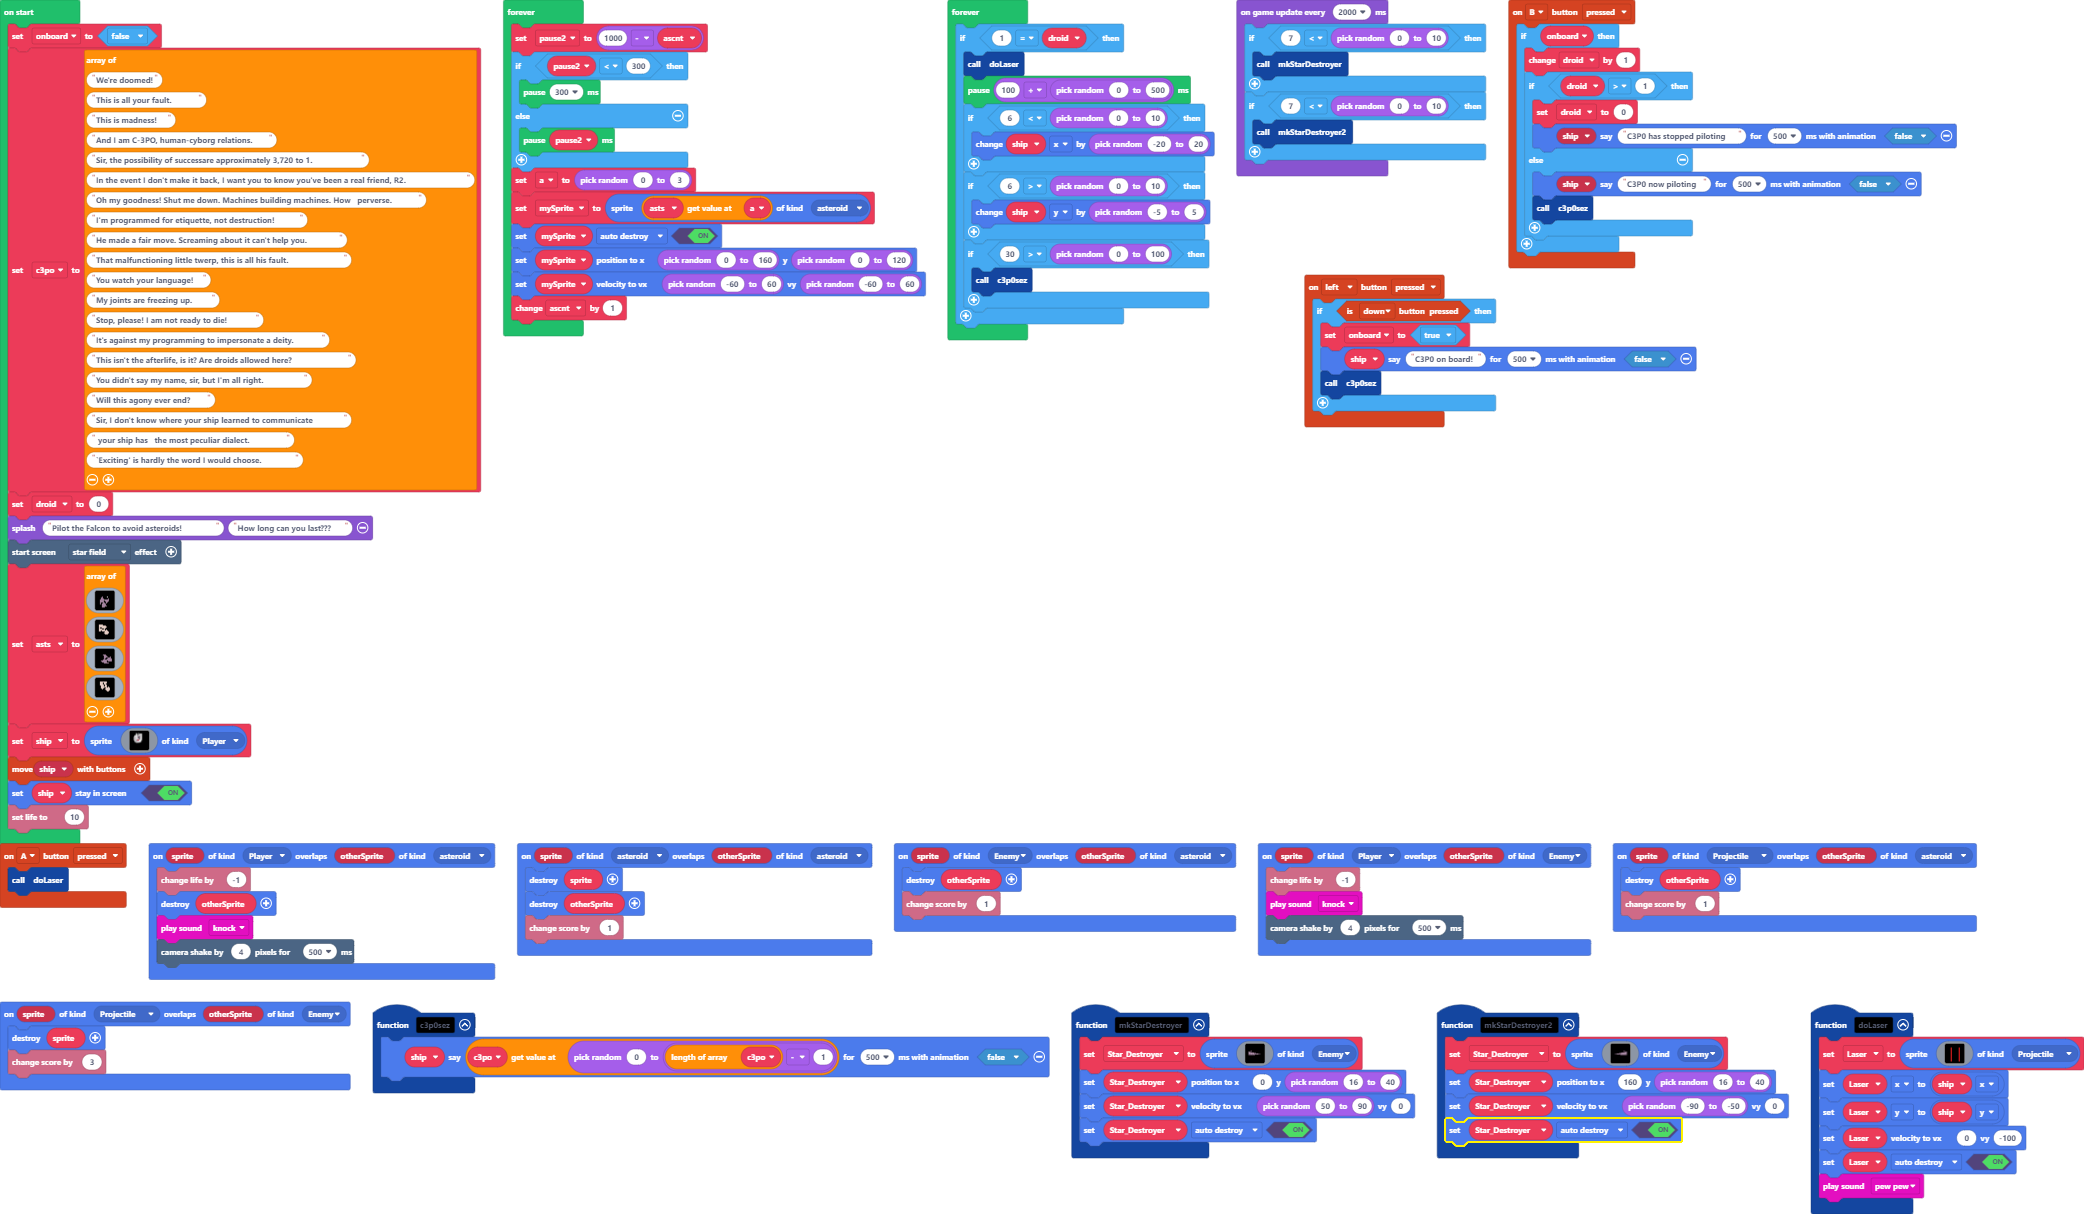 on start
set onboard to false
set c3po to
array of
"We're doomed!"
"This is all your fault. "
"This is madness! "
"And I am C-3PO, human-cyborg relations. "
"Sir, the possibility of successare approximately 3,720 to 1. "
"In the event I don't make it back, I want you to know you've been a real friend, R2. "
"Oh my goodness! Shut me down. Machines building machines. How perverse. "
"I'm programmed for etiquette, not destruction! "
"He made a fair move. Screaming about it can't help you. "
"That malfunctioning little twerp, this is all his fault. "
"You watch your language! "
"My joints are freezing up. "
"Stop, please! I am not ready to die! "
"It's against my programming to impersonate a deity. "
"This isn't the afterlife, is it? Are droids allowed here? "
"You didn't say my name, sir, but I'm all right. "
"Will this agony ever end? "
"Sir, I don't know where your ship learned to communicate "
" your ship has the most peculiar dialect. "
"'Exciting' is hardly the word I would choose. "
set droid to 0
splash "Pilot the Falcon to avoid asteroids! " "How long can you last??? "
start screen star field effect
set asts to
array of
set ship to sprite of kind Player
move ship with buttons
set ship stay in screen ON
set life to 10
forever
set pause2 to 1000 - ascnt
if pause2 < 300 then
pause 300 ms
else
pause pause2 ms
set a to pick random 0 to 3
set mySprite to sprite asts get value at a of kind asteroid
set mySprite auto destroy ON
set mySprite position to x pick random 0 to 160 y pick random 0 to 120
set mySprite velocity to vx pick random -60 to 60 vy pick random -60 to 60
change ascnt by 1
forever
if 1 = droid then
call doLaser
pause 100 + pick random 0 to 500 ms
if 6 < pick random 0 to 10 then
change ship x by pick random -20 to 20
if 6 > pick random 0 to 10 then
change ship y by pick random -5 to 5
if 30 > pick random 0 to 100 then
call c3p0sez
on game update every 2000 ms
if 7 < pick random 0 to 10 then
call mkStarDestroyer
if 7 < pick random 0 to 10 then
call mkStarDestroyer2
on B button pressed
if onboard then
change droid by 1
if droid > 1 then
set droid to 0
ship say "C3P0 has stopped piloting " for 500 ms with animation false
else
ship say "C3P0 now piloting " for 500 ms with animation false
call c3p0sez
on left button pressed
if is down button pressed then
set onboard to true
ship say "C3P0 on board! " for 500 ms with animation false
call c3p0sez
on A button pressed
call doLaser
on sprite of kind Player overlaps otherSprite of kind asteroid
change life by -1
destroy otherSprite
play sound knock
camera shake by 4 pixels for 500 ms
on sprite of kind asteroid overlaps otherSprite of kind asteroid
destroy sprite
destroy otherSprite
change score by 1
on sprite of kind Enemy overlaps otherSprite of kind asteroid
destroy otherSprite
change score by 1
on sprite of kind Player overlaps otherSprite of kind Enemy
change life by -1
play sound knock
camera shake by 4 pixels for 500 ms
on sprite of kind Projectile overlaps otherSprite of kind asteroid
destroy otherSprite
change score by 1
on sprite of kind Projectile overlaps otherSprite of kind Enemy
destroy sprite
change score by 3
function c3p0sez
ship say c3po get value at pick random 0 to length of array c3po - 1 for 500 ms with animation false
function mkStarDestroyer
set Star_Destroyer to sprite of kind Enemy
set Star_Destroyer position to x 0 y pick random 16 to 40
set Star_Destroyer velocity to vx pick random 50 to 90 vy 0
set Star_Destroyer auto destroy ON
function mkStarDestroyer2
set Star_Destroyer to sprite of kind Enemy
set Star_Destroyer position to x 160 y pick random 16 to 40
set Star_Destroyer velocity to vx pick random -90 to -50 vy 0
set Star_Destroyer auto destroy ON
function doLaser
set Laser to sprite of kind Projectile
set Laser x to ship x
set Laser y to ship y
set Laser velocity to vx 0 vy -100
set Laser auto destroy ON
play sound pew pew